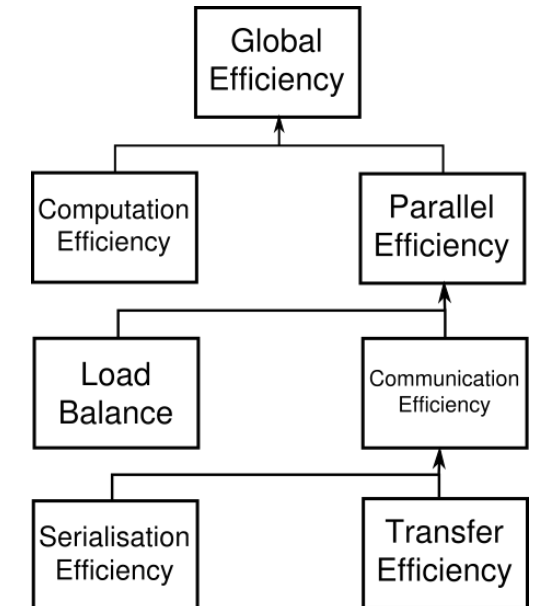 Global
Efficiency
Computation
Efficiency
Parallel
Efficiency
Load
Balance
Communication
Efficiency
Serialisation
Efficiency
Transfer
Efficiency